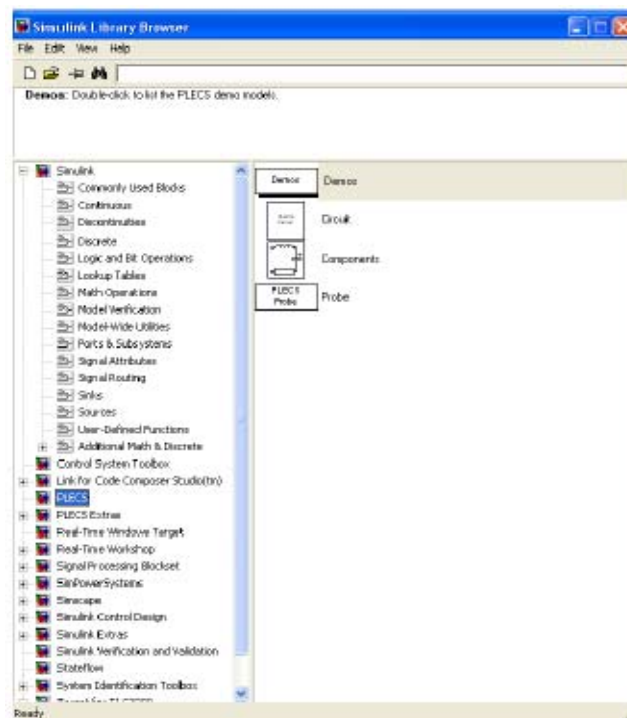 Simulink Library Browser
File Edit View Help
Demos: Double-click to list the PLECS demo models.
Simulink
Commonly Used Blocks
Continuous
Discontinuities
Discrete
Logic and Bit Operations
Lookup Tables
Math Operations
Model Verification
Model-Wide Utilities
Ports & Subsystems
Signal Attributes
Signal Routing
Sinks
Sources
User-Defined Functions
Additional Math & Discrete
Control System Toolbox
Link for Code Composer Studio(tm)
PLECS
PLECS Extras
Real-Time Windows Target
Real-Time Workshop
Signal Processing Blockset
SimPowerSystems
Simscape
Simulink Control Design
Simulink Extras
Simulink Verification and Validation
Stateflow
System Identification Toolbox
Demos Demos
Circuit
Components
PLECS
Probe Probe
Ready